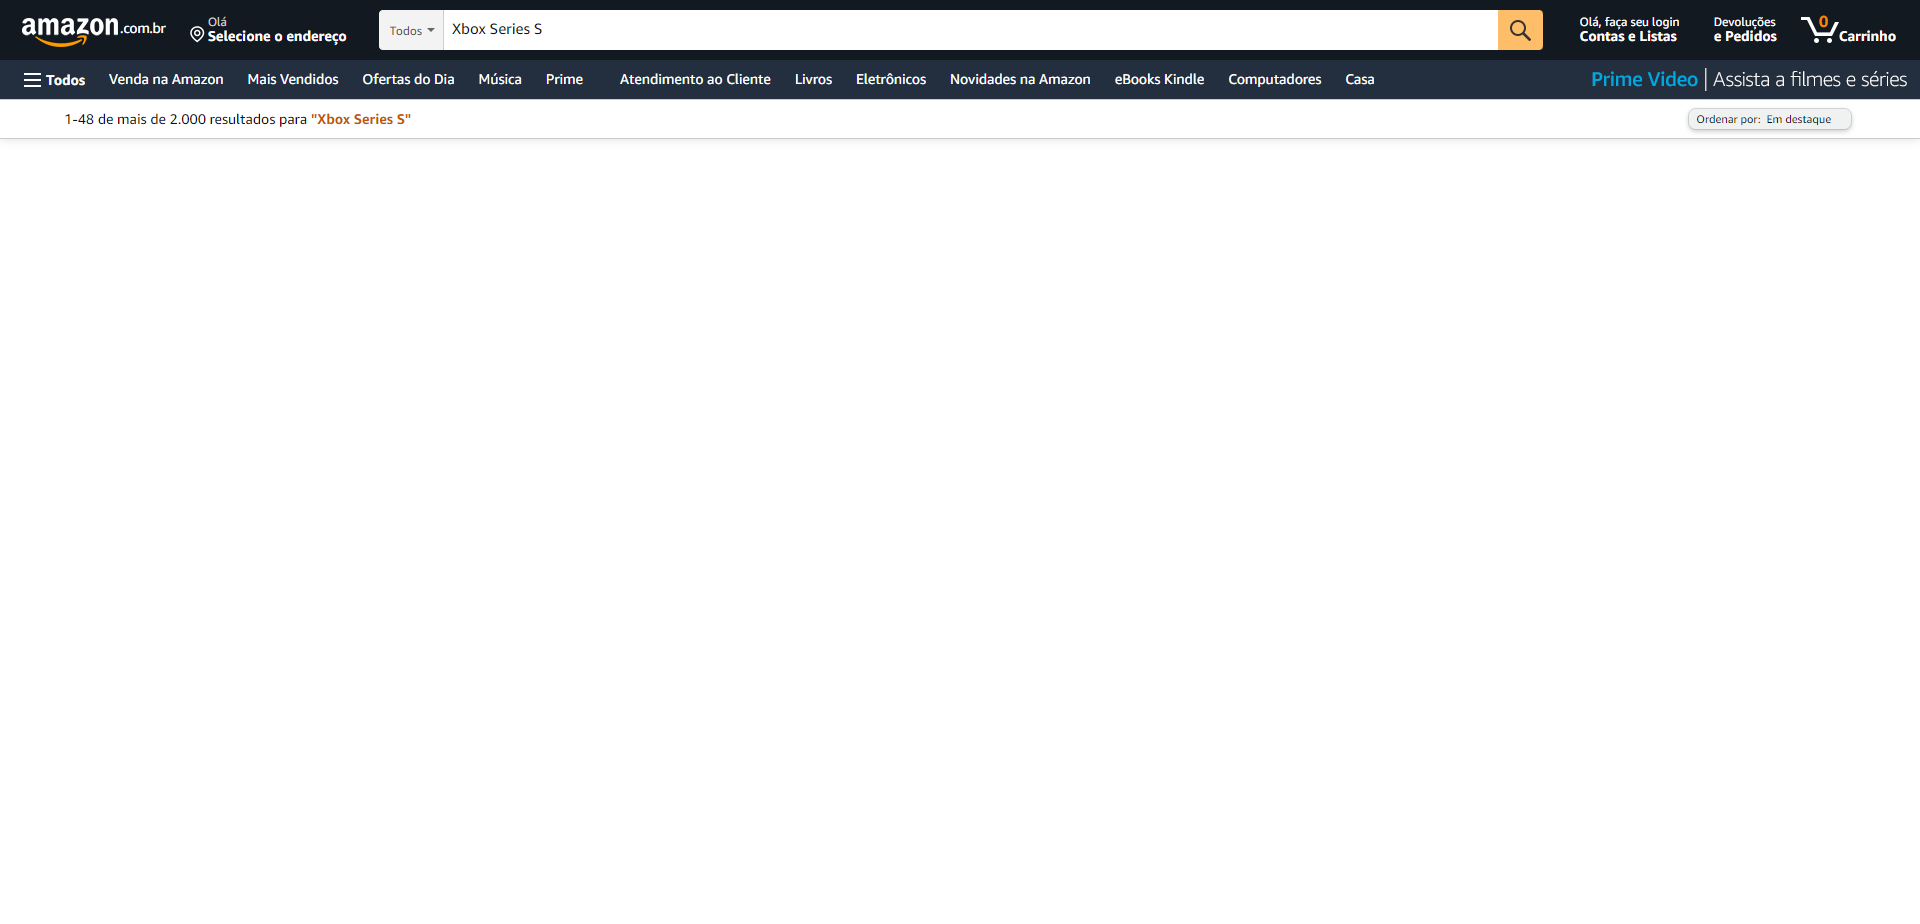 amazon.com.br
Olá
Selecione o endereço
Todos
Xbox Series S
Olá, faça seu login
Contas e Listas
Devoluções
e Pedidos
0
Carrinho
Todos
Venda na Amazon
Mais Vendidos
Ofertas do Dia
Música
Prime
Atendimento ao Cliente
Livros
Eletrônicos
Novidades na Amazon
eBooks Kindle
Computadores
Casa
Prime Video | Assista a filmes e séries
1-48 de mais de 2.000 resultados para "Xbox Series S"
Ordenar por: Em destaque